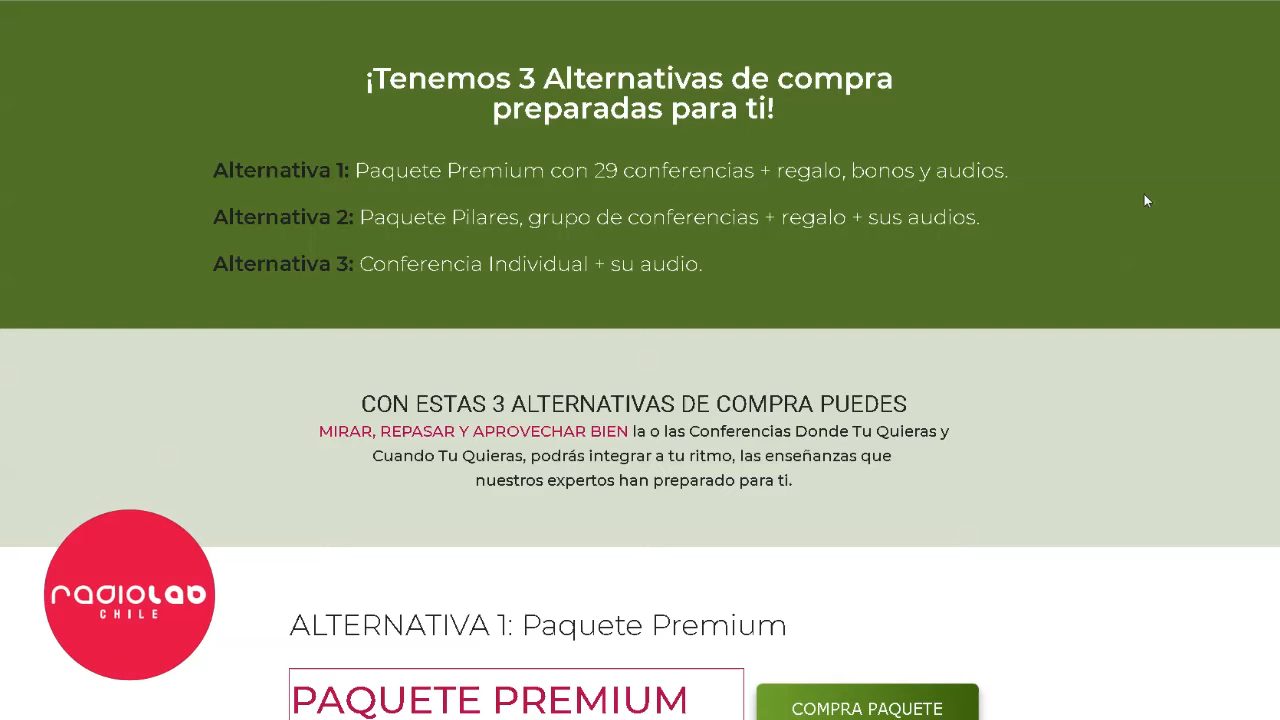 ¡Tenemos 3 Alternativas de compra
preparadas para ti!
Alternativa 1: Paquete Premium con 29 conferencias + regalo, bonos y audios.
Alternativa 2: Paquete Pilares, grupo de conferencias + regalo + sus audios.
Alternativa 3: Conferencia Individual + su audio.
CON ESTAS 3 ALTERNATIVAS DE COMPRA PUEDES
MIRAR, REPASAR Y APROVECHAR BIEN la o las Conferencias Donde Tu Quieras y
Cuando Tu Quieras, podrás integrar a tu ritmo, las enseñanzas que
nuestros expertos han preparado para ti.
radiolab
CHILE
ALTERNATIVA 1: Paquete Premium
PAQUETE PREMIUM
COMPRA PAQUETE